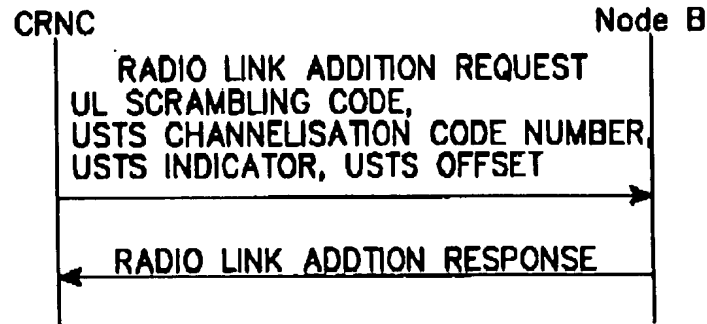 CRNC Node B
RADIO LINK ADDITION REQUEST
UL SCRAMBLING CODE,
USTS CHANNELISATION CODE NUMBER,
USTS INDICATOR, USTS OFFSET
RADIO LINK ADDTION RESPONSE